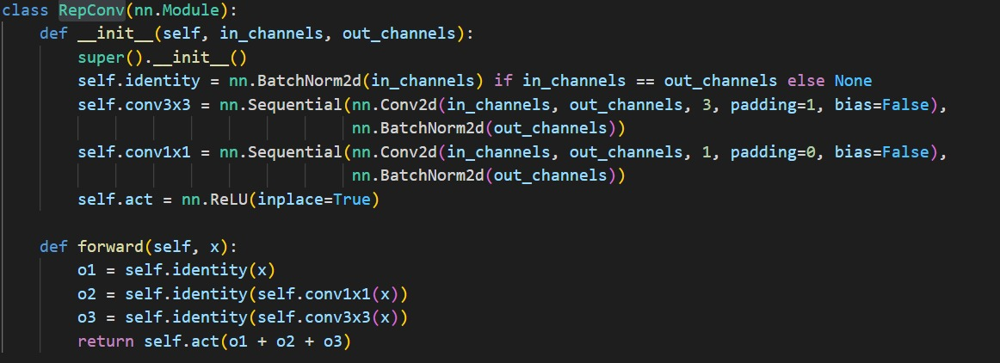 class RepConv(nn.Module):
    def __init__(self, in_channels, out_channels):
        super().__init__()
        self.identity = nn.BatchNorm2d(in_channels) if in_channels == out_channels else None
        self.conv3x3 = nn.Sequential(nn.Conv2d(in_channels, out_channels, 3, padding=1, bias=False),
                                     nn.BatchNorm2d(out_channels))
        self.conv1x1 = nn.Sequential(nn.Conv2d(in_channels, out_channels, 1, padding=0, bias=False),
                                     nn.BatchNorm2d(out_channels))
        self.act = nn.ReLU(inplace=True)

    def forward(self, x):
        o1 = self.identity(x)
        o2 = self.identity(self.conv1x1(x))
        o3 = self.identity(self.conv3x3(x))
        return self.act(o1 + o2 + o3)